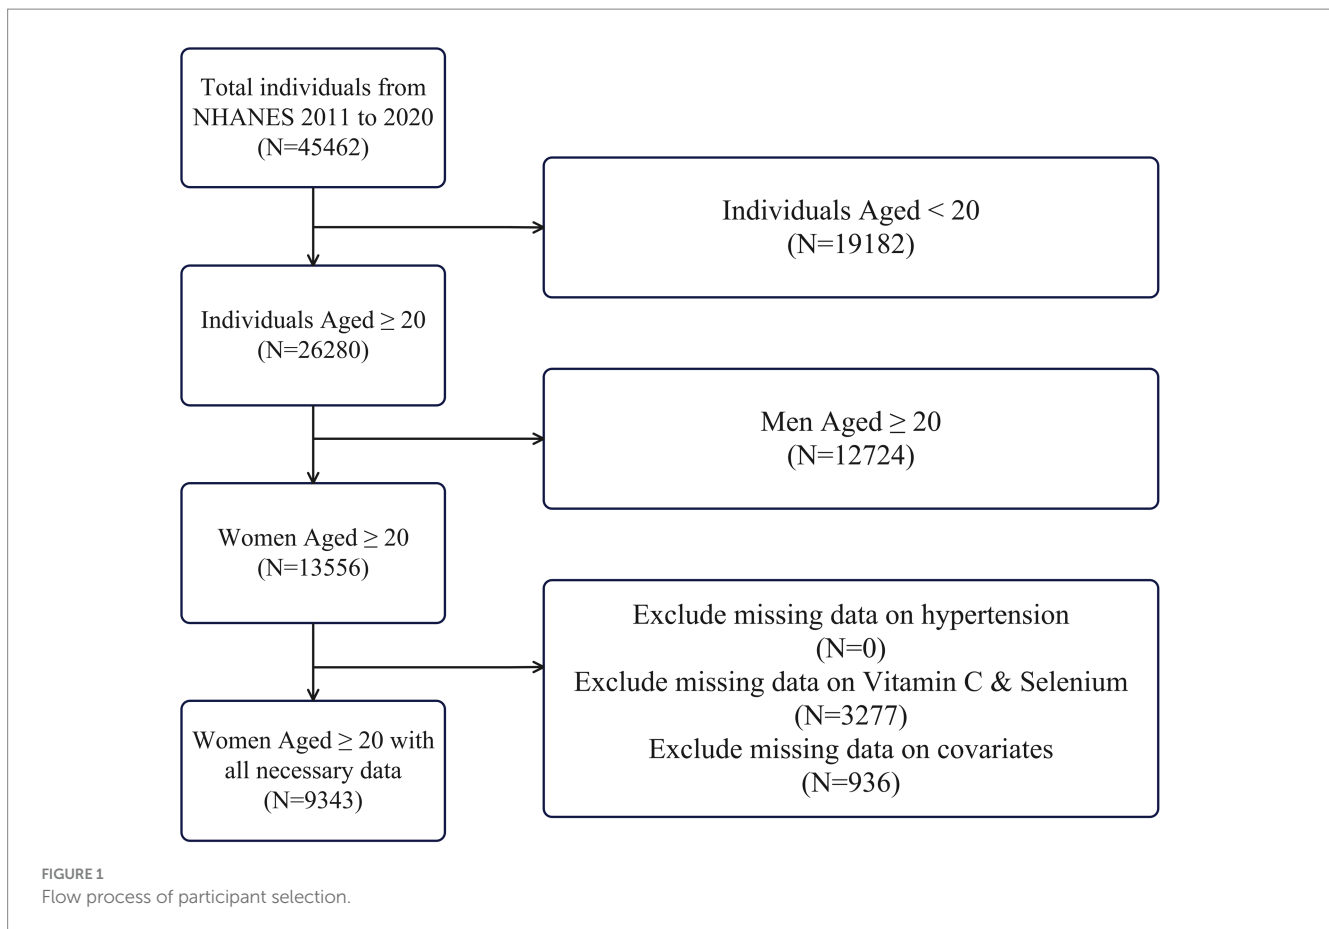 Total individuals from
NHANES 2011 to 2020
(N=45462)
Individuals Aged < 20
(N=19182)
Individuals Aged ≥ 20
(N=26280)
Men Aged ≥ 20
(N=12724)
Women Aged ≥ 20
(N=13556)
Exclude missing data on hypertension
(N=0)
Exclude missing data on Vitamin C & Selenium
(N=3277)
Exclude missing data on covariates
(N=936)
Women Aged ≥ 20 with
all necessary data
(N=9343)
FIGURE 1
Flow process of participant selection.